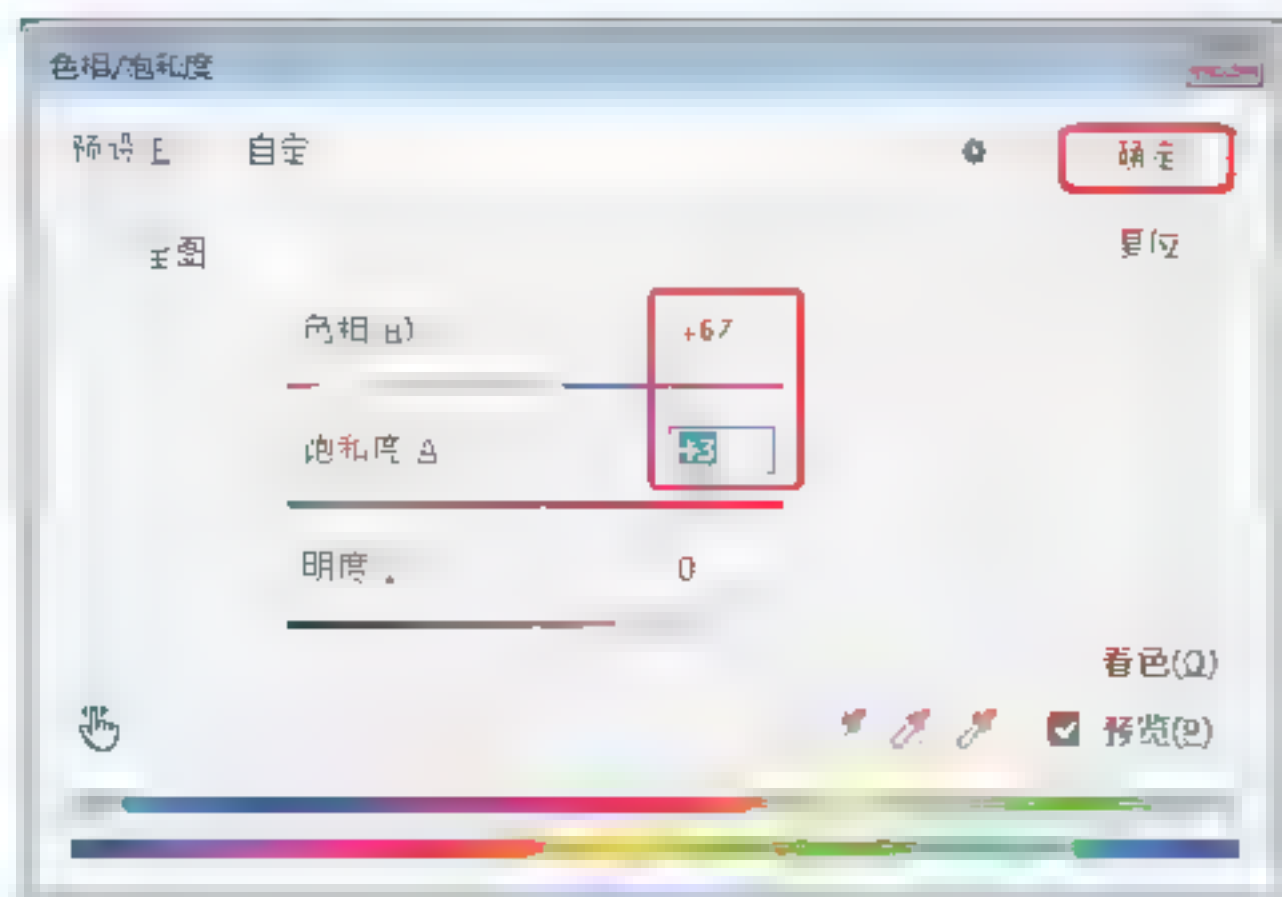 色相/饱和度
预设 E 自定
确定
全图
复位
色相 H) +67
饱和度 A +3
明度 0
着色(O)
预览(P)